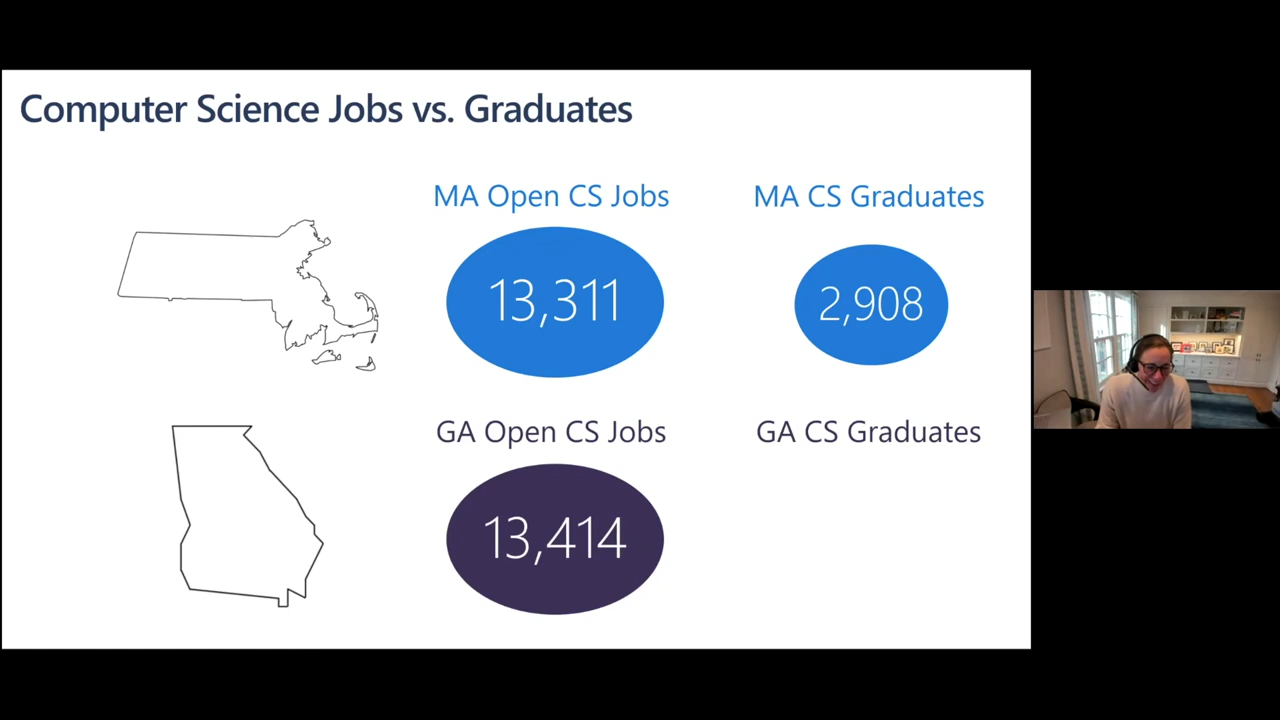 Computer Science Jobs vs. Graduates
MA Open CS Jobs
MA CS Graduates
13,311
2,908
GA Open CS Jobs
GA CS Graduates
13,414